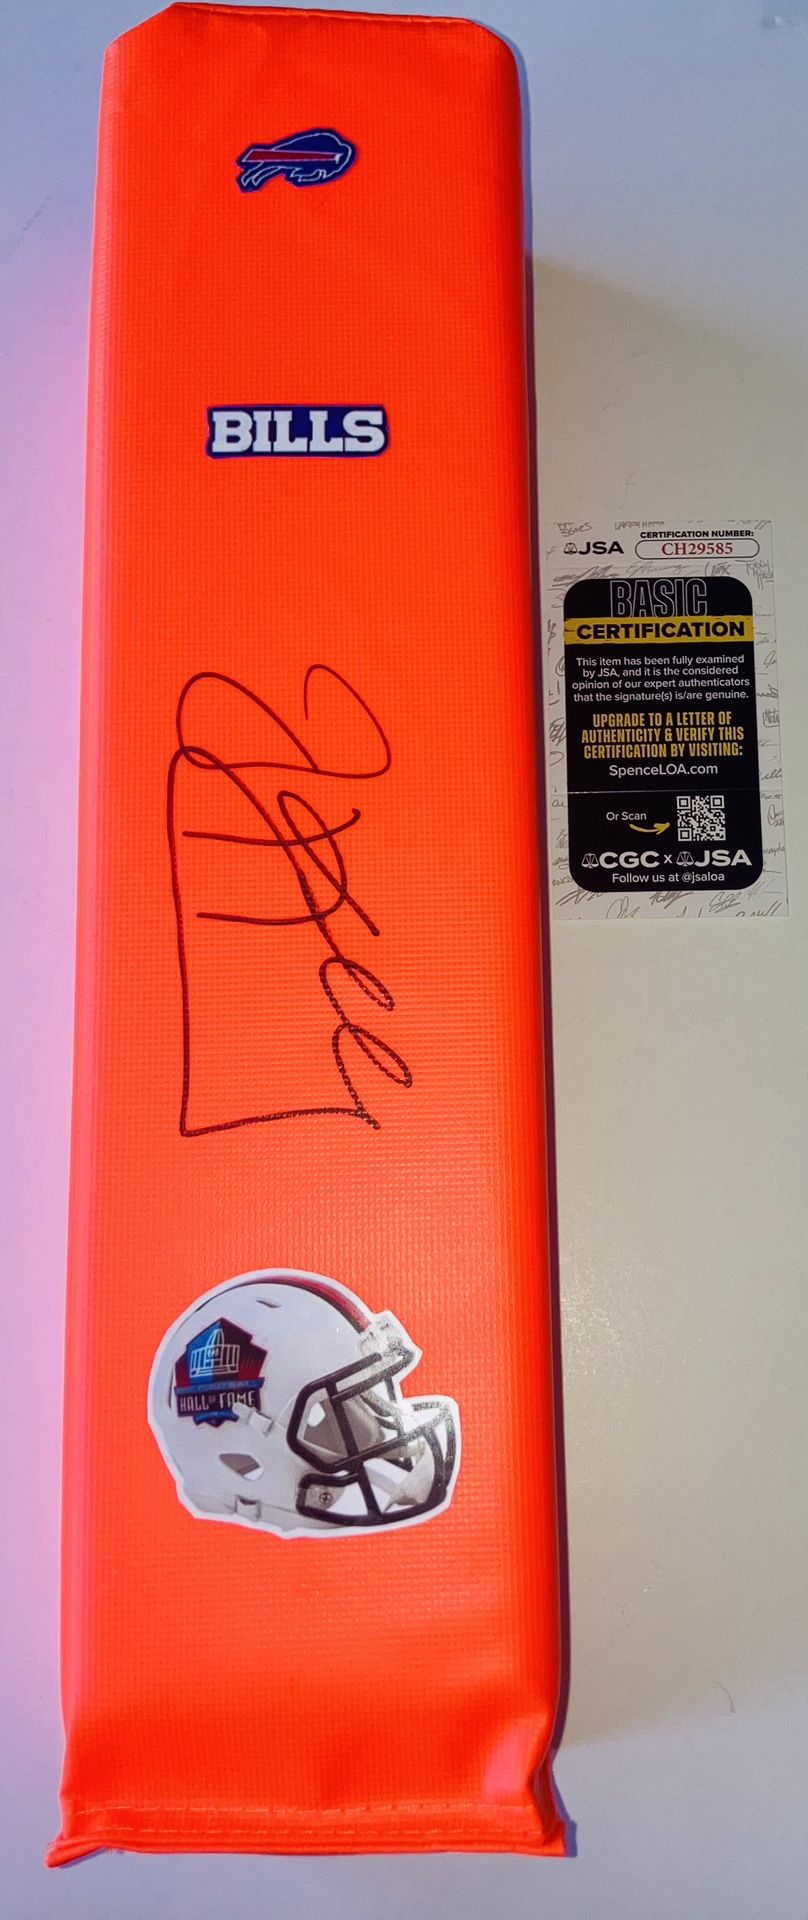 BILLS
JSA
CERTIFICATION NUMBER:
CH29585
BASIC
CERTIFICATION
This item has been fully examined
by JSA, and it is the considered
opinion of our expert authenticators
that the signature(s) is/are genuine.
UPGRADE TO A LETTER OF
AUTHENTICITY & VERIFY THIS
CERTIFICATION BY VISITING:
SpenceLOA.com
Or Scan
CGC x JSA
Follow us at @jsaloa
HALL OF FAME